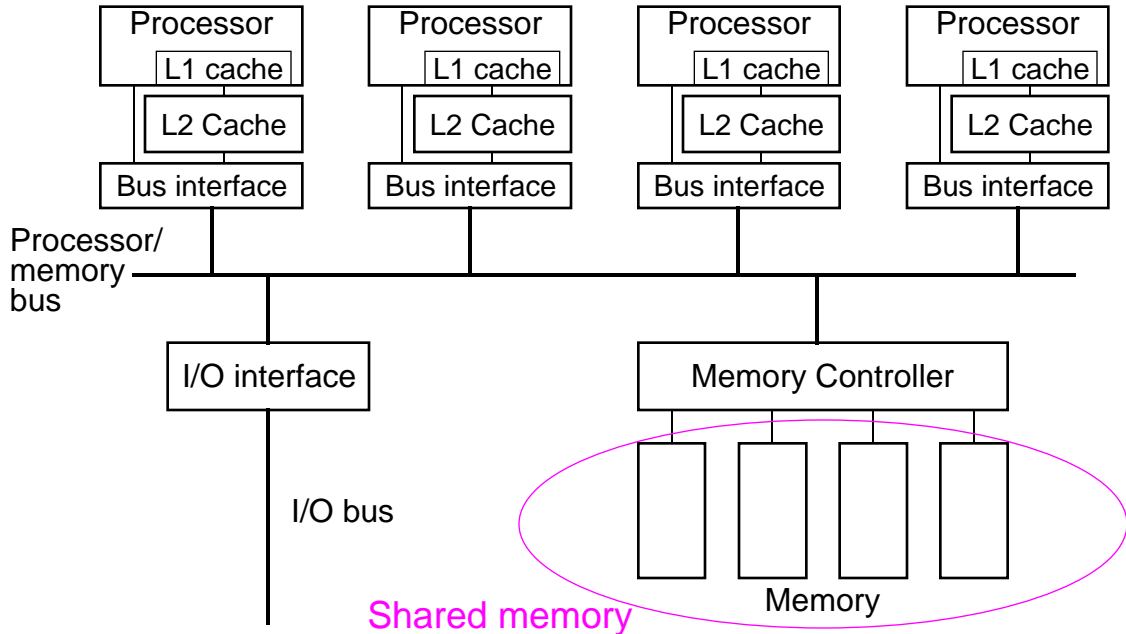 Processor
Processor
Processor
Processor
L1 cache
L1 cache
L1 cache
L1 cache
L2 Cache
L2 Cache
L2 Cache
L2 Cache
Bus interface
Bus interface
Bus interface
Bus interface
Processor/
memory
bus
I/O interface
Memory Controller
I/O bus
Memory
Shared memory